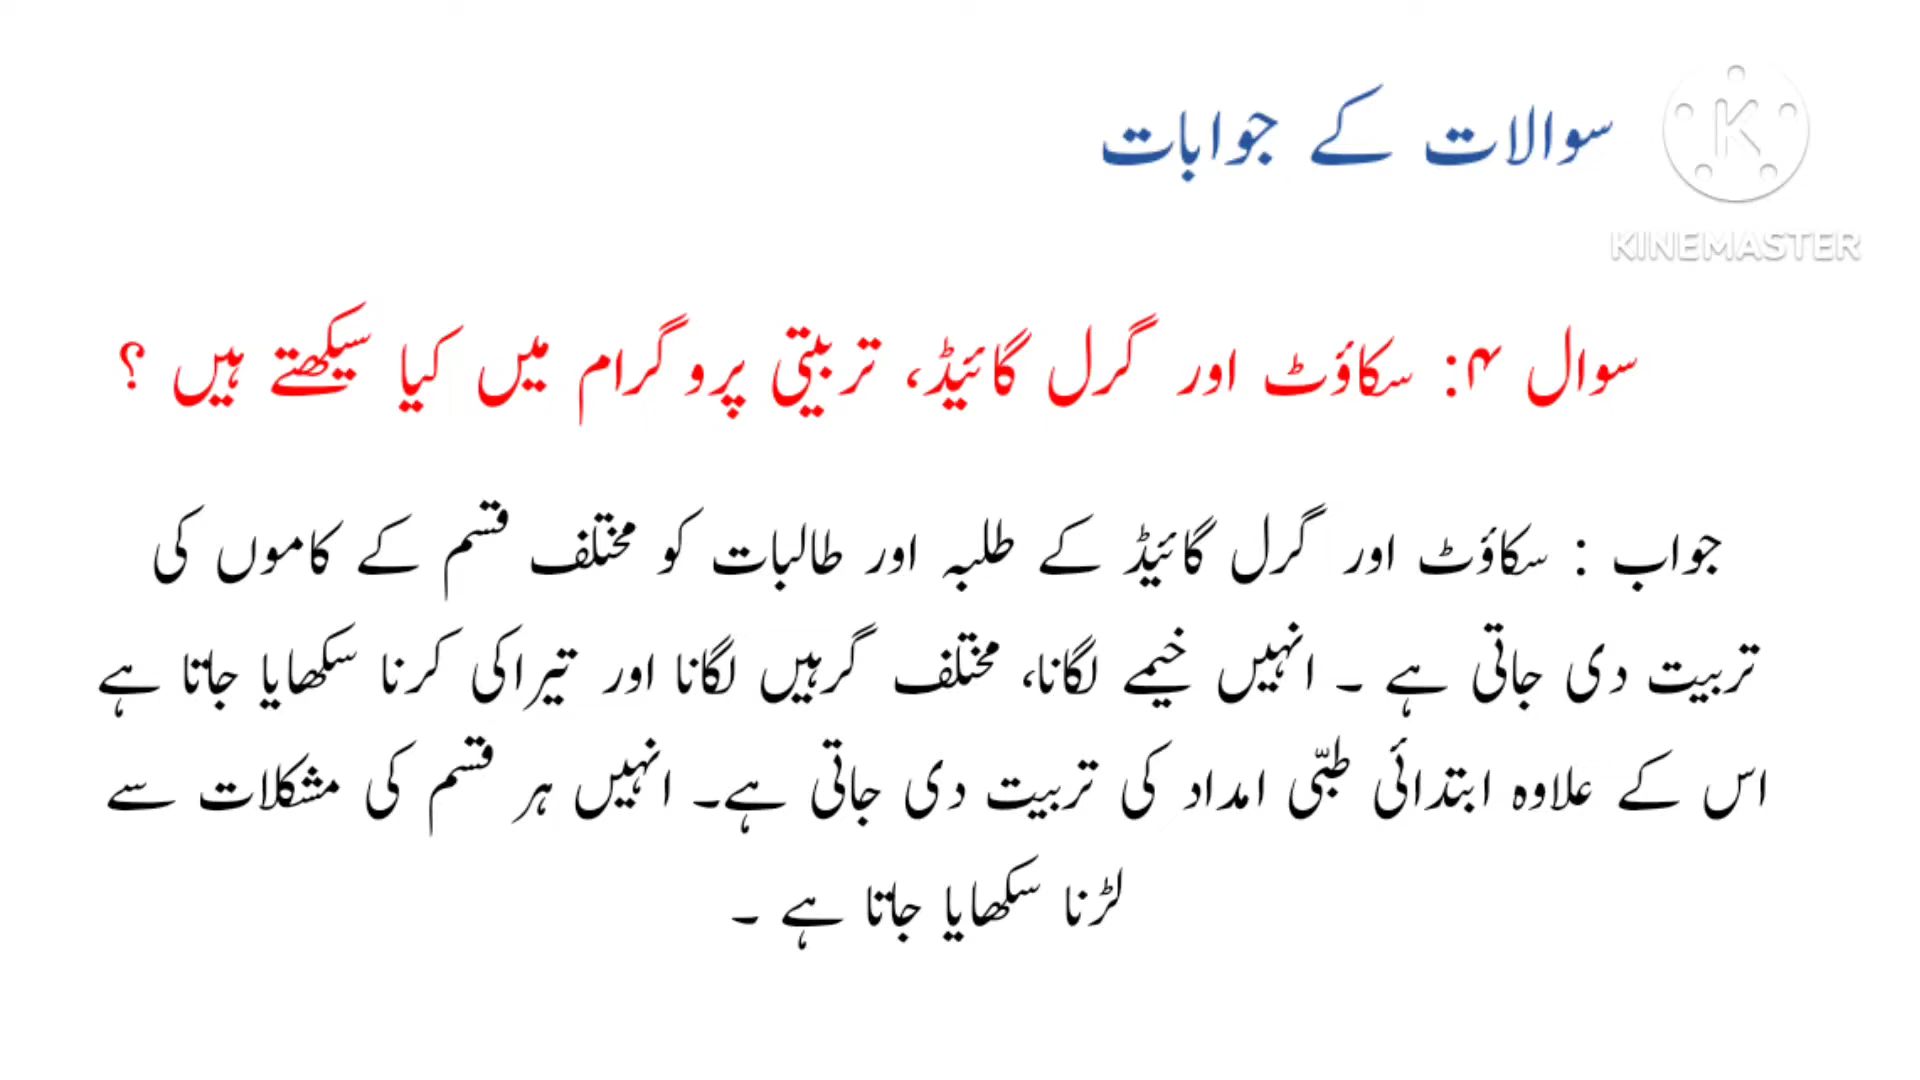 سوالات کے جوابات
KINEMASTER
سوال ۴: سکاؤٹ اور گرل گائیڈ، تربیتی پروگرام میں کیا سیکھتے ہیں ؟
جواب : سکاؤٹ اور گرل گائیڈ کے طلبہ اور طالبات کو مختلف قسم کے کاموں کی
تربیت دی جاتی ہے ۔ انہیں خیمے لگانا، مختلف گرہیں لگانا اور تیراکی کرنا سکھایا جاتا ہے
اس کے علاوہ ابتدائی طبّی امداد کی تربیت دی جاتی ہے۔ انہیں ہر قسم کی مشکلات سے
لڑنا سکھایا جاتا ہے ۔